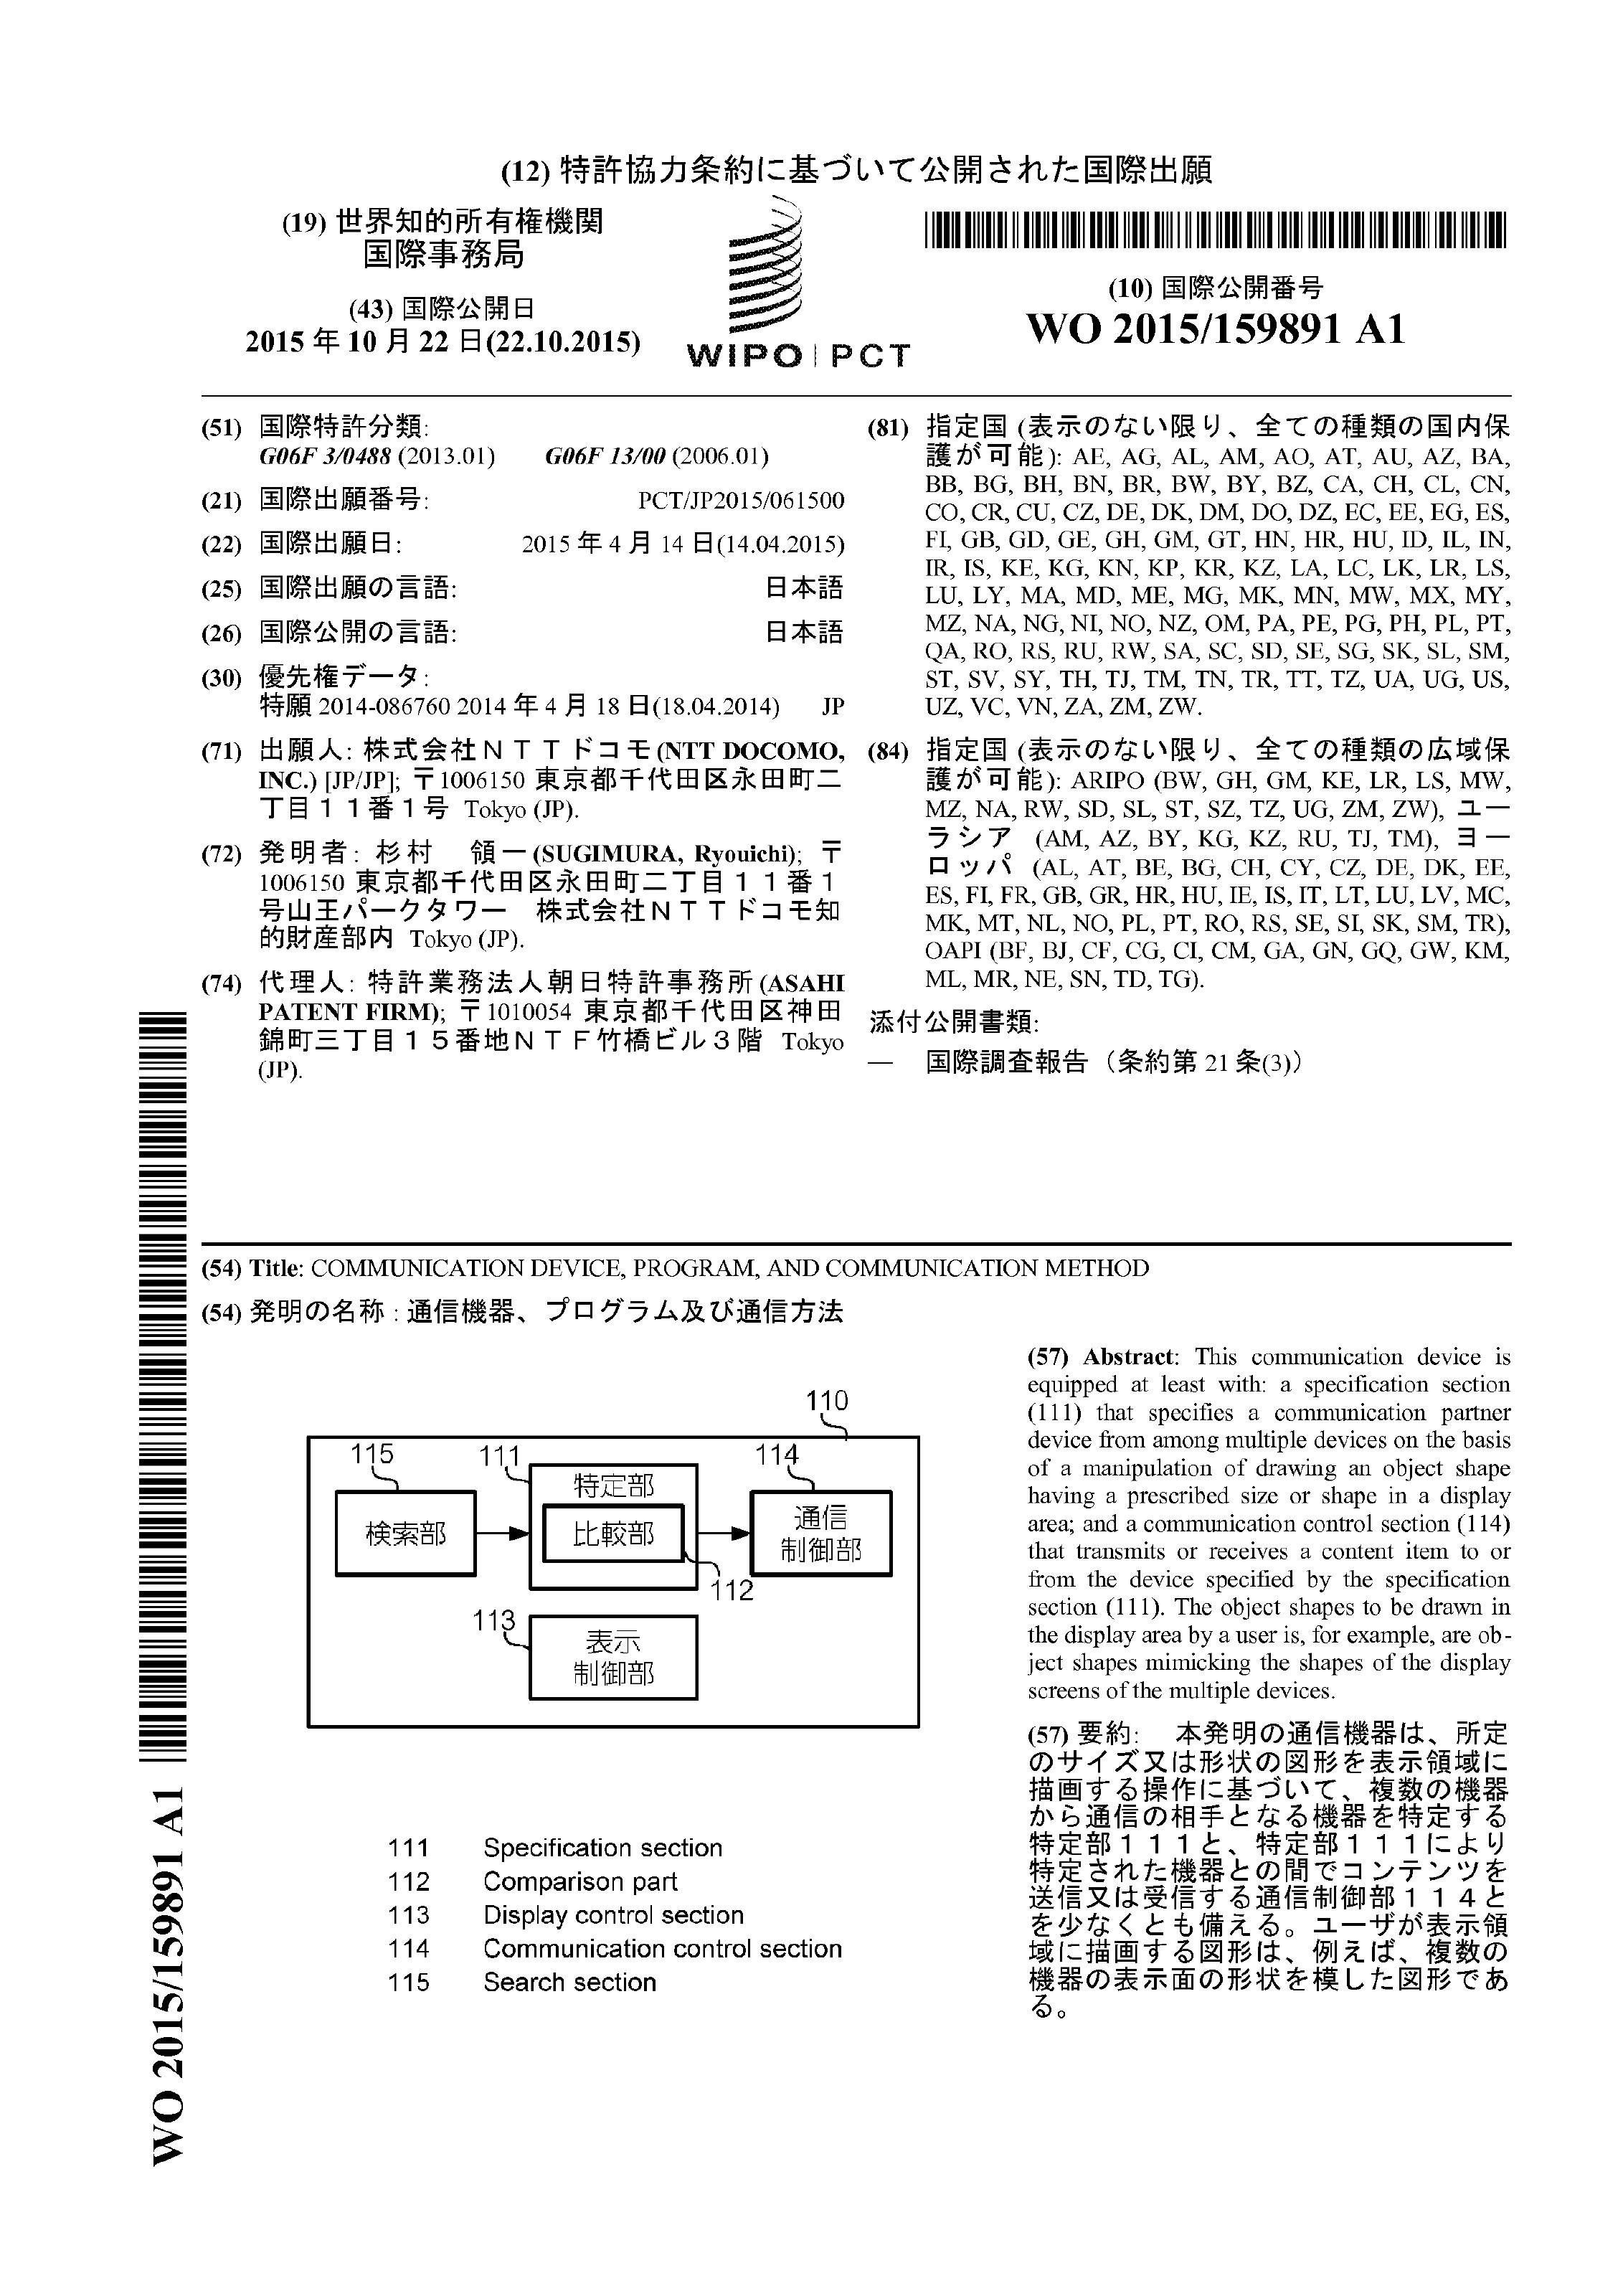 (12) 特許協力条約に基づいて公開された国際出願
(19) 世界知的所有権機関
国際事務局
(43) 国際公開日
2015 年 10 月 22 日(22.10.2015)
WIPO | PCT
(10) 国際公開番号
WO 2015/159891 A1
(51) 国際特許分類:
G06F 3/0488 (2013.01) G06F 13/00 (2006.01)
(21) 国際出願番号: PCT/JP2015/061500
(22) 国際出願日: 2015 年 4 月 14 日(14.04.2015)
(25) 国際出願の言語: 日本語
(26) 国際公開の言語: 日本語
(30) 優先権データ:
特願 2014-086760 2014 年 4 月 18 日(18.04.2014) JP
(71) 出願人: 株式会社NTTドコモ(NTT DOCOMO,
INC.) [JP/JP]; 〒1006150 東京都千代田区永田町二
丁目11番1号 Tokyo (JP).
(72) 発明者: 杉村 領一(SUGIMURA, Ryouichi); 〒
1006150 東京都千代田区永田町二丁目11番1
号山王パークタワー 株式会社NTTドコモ知
的財産部内 Tokyo (JP).
(74) 代理人: 特許業務法人朝日特許事務所(ASAHI
PATENT FIRM); 〒1010054 東京都千代田区神田
錦町三丁目15番地NTF竹橋ビル3階 Tokyo
(JP).
(81) 指定国 (表示のない限り、全ての種類の国内保
護が可能): AE, AG, AL, AM, AO, AT, AU, AZ, BA,
BB, BG, BH, BN, BR, BW, BY, BZ, CA, CH, CL, CN,
CO, CR, CU, CZ, DE, DK, DM, DO, DZ, EC, EE, EG, ES,
FI, GB, GD, GE, GH, GM, GT, HN, HR, HU, ID, IL, IN,
IR, IS, KE, KG, KN, KP, KR, KZ, LA, LC, LK, LR, LS,
LU, LY, MA, MD, ME, MG, MK, MN, MW, MX, MY,
MZ, NA, NG, NI, NO, NZ, OM, PA, PE, PG, PH, PL, PT,
QA, RO, RS, RU, RW, SA, SC, SD, SE, SG, SK, SL, SM,
ST, SV, SY, TH, TJ, TM, TN, TR, TT, TZ, UA, UG, US,
UZ, VC, VN, ZA, ZM, ZW.
(84) 指定国 (表示のない限り、全ての種類の広域保
護が可能): ARIPO (BW, GH, GM, KE, LR, LS, MW,
MZ, NA, RW, SD, SL, ST, SZ, TZ, UG, ZM, ZW), ユー
ラシア (AM, AZ, BY, KG, KZ, RU, TJ, TM), ヨー
ロッパ (AL, AT, BE, BG, CH, CY, CZ, DE, DK, EE,
ES, FI, FR, GB, GR, HR, HU, IE, IS, IT, LT, LU, LV, MC,
MK, MT, NL, NO, PL, PT, RO, RS, SE, SI, SK, SM, TR),
OAPI (BF, BJ, CF, CG, CI, CM, GA, GN, GQ, GW, KM,
ML, MR, NE, SN, TD, TG).
添付公開書類:
— 国際調査報告 (条約第 21 条(3))
(54) Title: COMMUNICATION DEVICE, PROGRAM, AND COMMUNICATION METHOD
(54) 発明の名称 : 通信機器、プログラム及び通信方法
110
115
111
114
特定部
検索部
比較部
通信
制御部
112
113
表示
制御部
111 Specification section
112 Comparison part
113 Display control section
114 Communication control section
115 Search section
(57) Abstract: This communication device is
equipped at least with: a specification section
(111) that specifies a communication partner
device from among multiple devices on the basis
of a manipulation of drawing an object shape
having a prescribed size or shape in a display
area; and a communication control section (114)
that transmits or receives a content item to or
from the device specified by the specification
section (111). The object shapes to be drawn in
the display area by a user is, for example, are ob-
ject shapes mimicking the shapes of the display
screens of the multiple devices.
(57) 要約: 本発明の通信機器は、所定
のサイズ又は形状の図形を表示領域に
描画する操作に基づいて、複数の機器
から通信の相手となる機器を特定する
特定部111と、特定部111により
特定された機器との間でコンテンツを
送信又は受信する通信制御部114と
を少なくとも備える。ユーザが表示領
域に描画する図形は、例えば、複数の
機器の表示面の形状を模した図形であ
る。
WO 2015/159891 A1